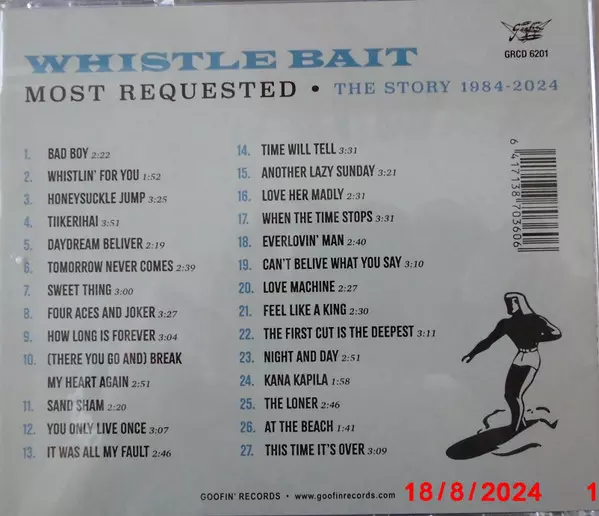 Goofin'
GRCD 6201
WHISTLE BAIT
MOST REQUESTED • THE STORY 1984-2024
1. BAD BOY 2:22
2. WHISTLIN' FOR YOU 1:52
3. HONEYSUCKLE JUMP 3:25
4. TIIKERIHAI 3:51
5. DAYDREAM BELIVER 2:19
6. TOMORROW NEVER COMES 2:39
7. SWEET THING 3:00
8. FOUR ACES AND JOKER 3:27
9. HOW LONG IS FOREVER 3:04
10. (THERE YOU GO AND) BREAK
MY HEART AGAIN 2:51
11. SAND SHAM 2:20
12. YOU ONLY LIVE ONCE 3:07
13. IT WAS ALL MY FAULT 2:46
14. TIME WILL TELL 3:31
15. ANOTHER LAZY SUNDAY 3:21
16. LOVE HER MADLY 2:31
17. WHEN THE TIME STOPS 3:31
18. EVERLOVIN' MAN 2:40
19. CAN'T BELIVE WHAT YOU SAY 3:10
20. LOVE MACHINE 2:27
21. FEEL LIKE A KING 2:30
22. THE FIRST CUT IS THE DEEPEST 3:11
23. NIGHT AND DAY 2:51
24. KANA KAPILA 1:58
25. THE LONER 2:46
26. AT THE BEACH 1:41
27. THIS TIME IT'S OVER 3:09
6 417138 703606
GOOFIN' RECORDS • www.goofinrecords.com
18/8/2024 1